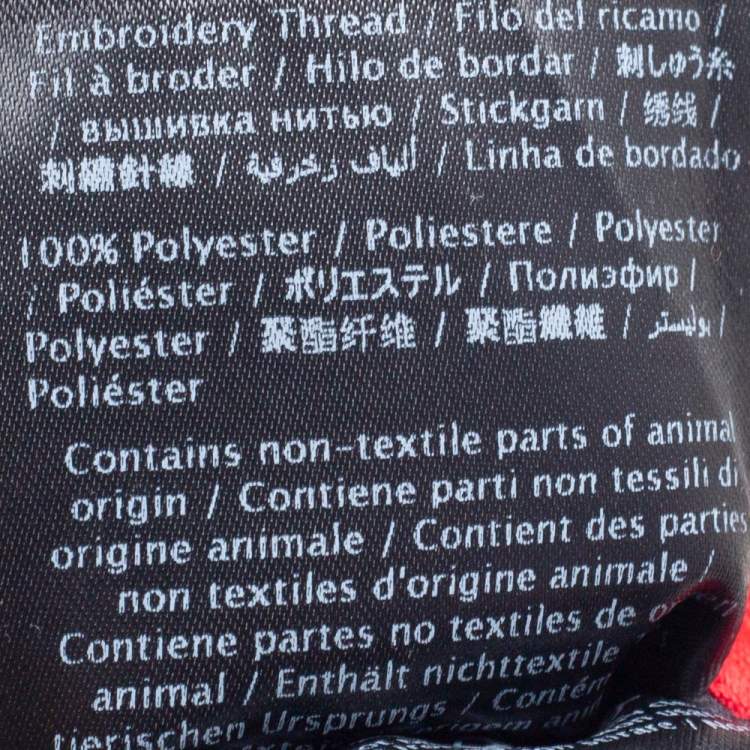 Embroidery Thread / Filo del ricamo /
Fil à broder / Hilo de bordar / 刺しゅう糸
/ вышивка нитью / Stickgarn / 绣线 /
刺繡針線 / ألياف زخرفية / Linha de bordado
100% Polyester / Poliestere / Polyester
/ Poliéster / ポリエステル / Полиэфир /
Polyester / 聚酯纤维 / 聚酯纖維 / بوليستر /
Poliéster
Contains non-textile parts of animal
origin / Contiene parti non tessili di
origine animale / Contient des parties
non textiles d'origine animale /
Contiene partes no textiles de
animal / Enthält nichttextile
tierischen Ursprungs / Contém